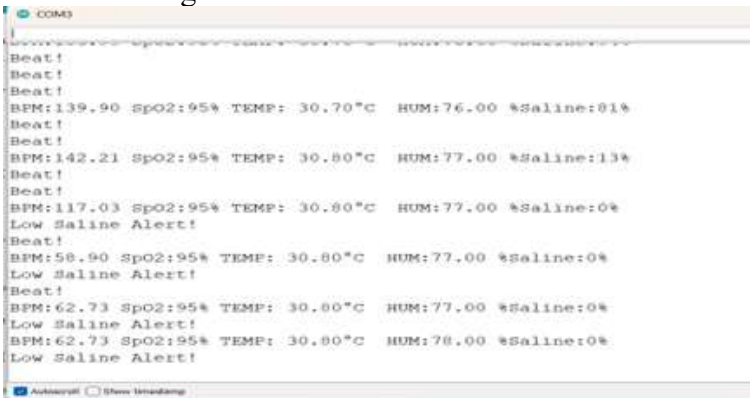 COM3
Beat!
Beat!
Beat!
BPM:139.90 SpO2:95% TEMP: 30.70°C HUM:76.00 %Saline:81%
Beat!
Beat!
BPM:142.21 SpO2:95% TEMP: 30.80°C HUM:77.00 %Saline:13%
Beat!
Beat!
BPM:117.03 SpO2:95% TEMP: 30.80°C HUM:77.00 %Saline:0%
Low Saline Alert!
Beat!
BPM:58.90 SpO2:95% TEMP: 30.80°C HUM:77.00 %Saline:0%
Low Saline Alert!
Beat!
BPM:62.73 SpO2:95% TEMP: 30.80°C HUM:77.00 %Saline:0%
Low Saline Alert!
BPM:62.73 SpO2:95% TEMP: 30.80°C HUM:78.00 %Saline:0%
Low Saline Alert!
Autoscroll Show timestamp